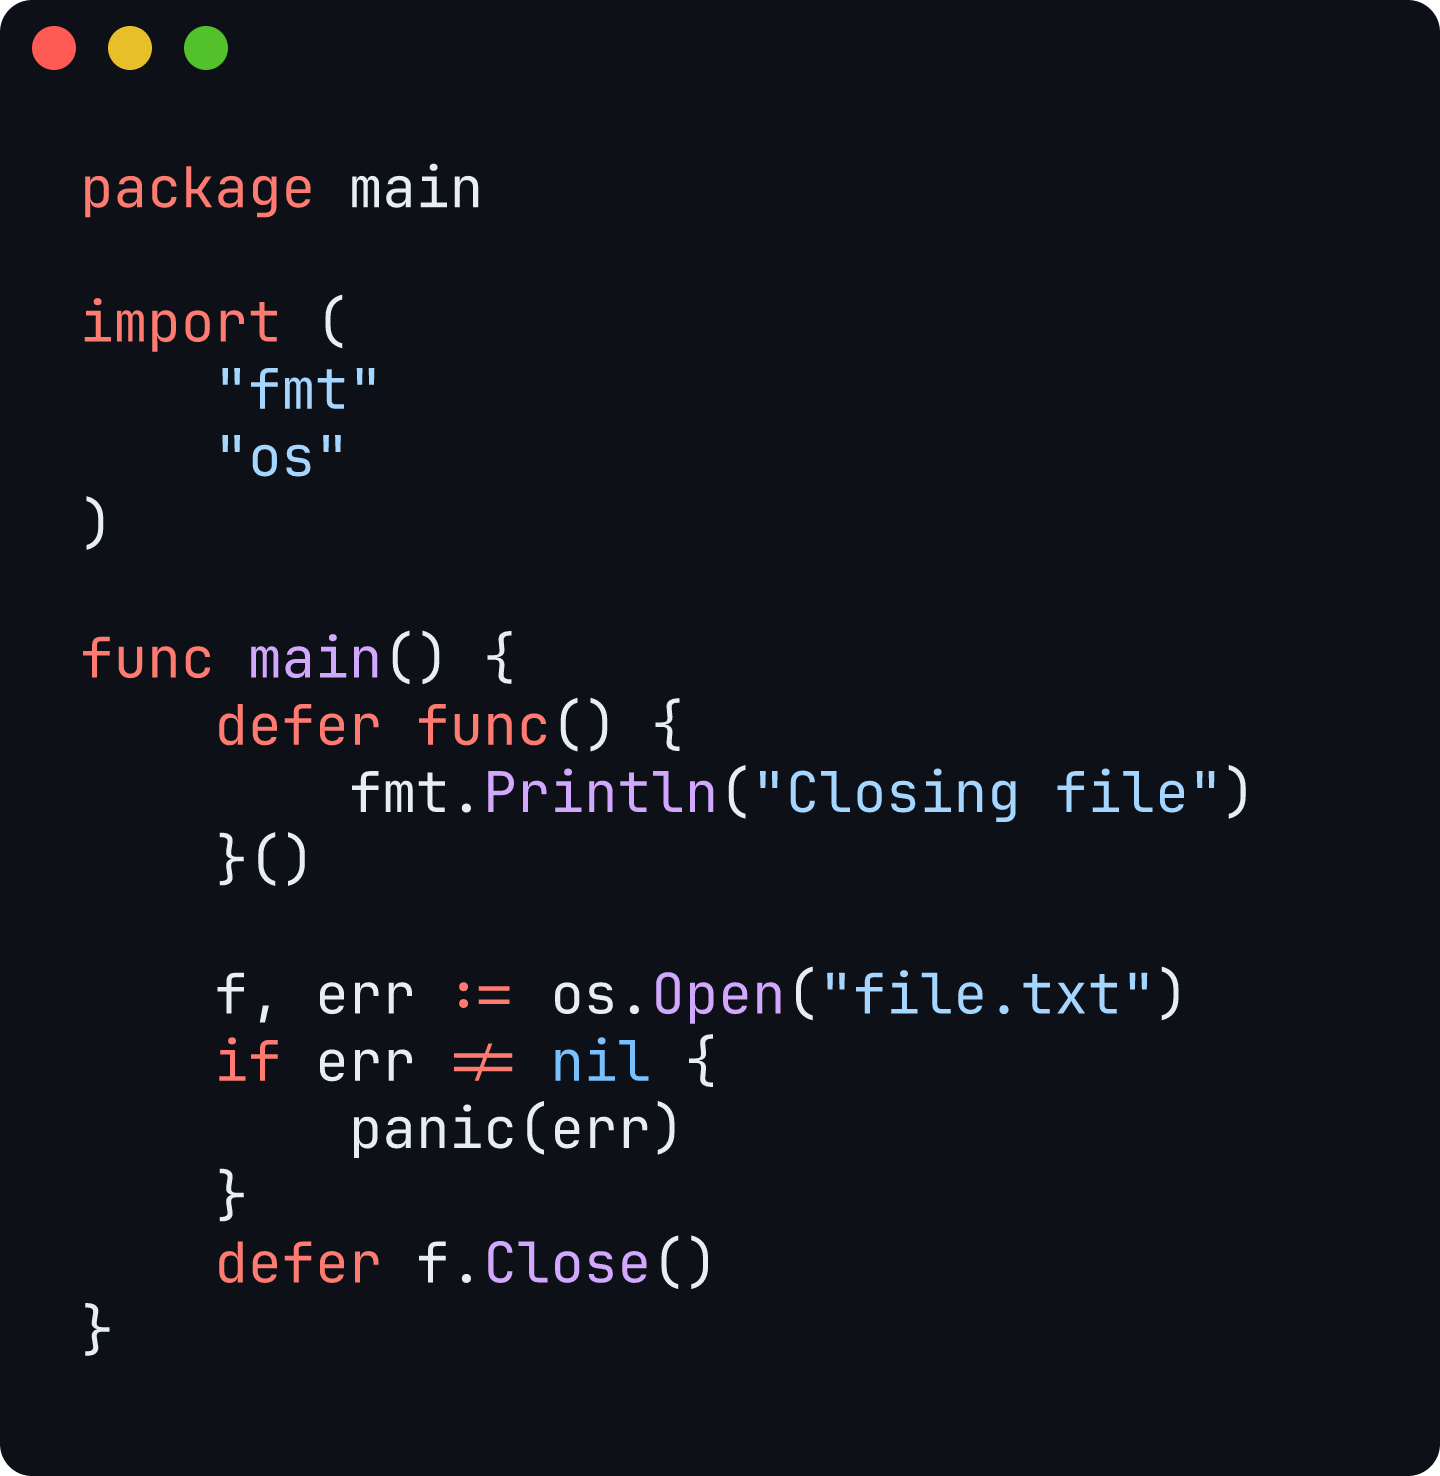 package main
import (
"fmt"
"os"
)
func main() {
defer func() {
fmt.Println("Closing file")
}()
f, err := os.Open("file.txt")
if err != nil {
panic(err)
}
defer f.Close()
}